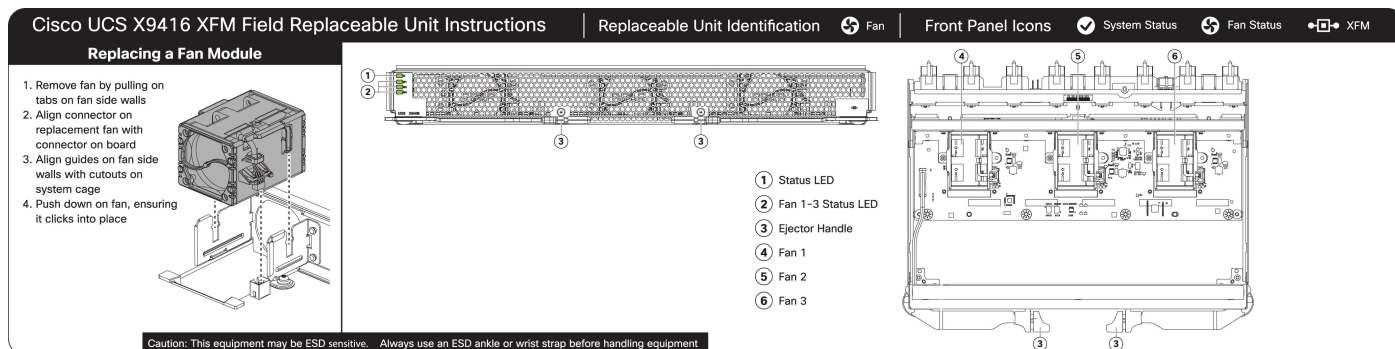 Cisco UCS X9416 XFM Field Replaceable Unit Instructions
Replaceable Unit Identification
Fan
Front Panel Icons
System Status
Fan Status
XFM
Replacing a Fan Module
1. Remove fan by pulling on
tabs on fan side walls
2. Align connector on
replacement fan with
connector on board
3. Align guides on fan side
walls with cutouts on
system cage
4. Push down on fan, ensuring
it clicks into place
1
2
3
3
1 Status LED
2 Fan 1-3 Status LED
3 Ejector Handle
4 Fan 1
5 Fan 2
6 Fan 3
4
5
6
3
3
Caution: This equipment may be ESD sensitive. Always use an ESD ankle or wrist strap before handling equipment